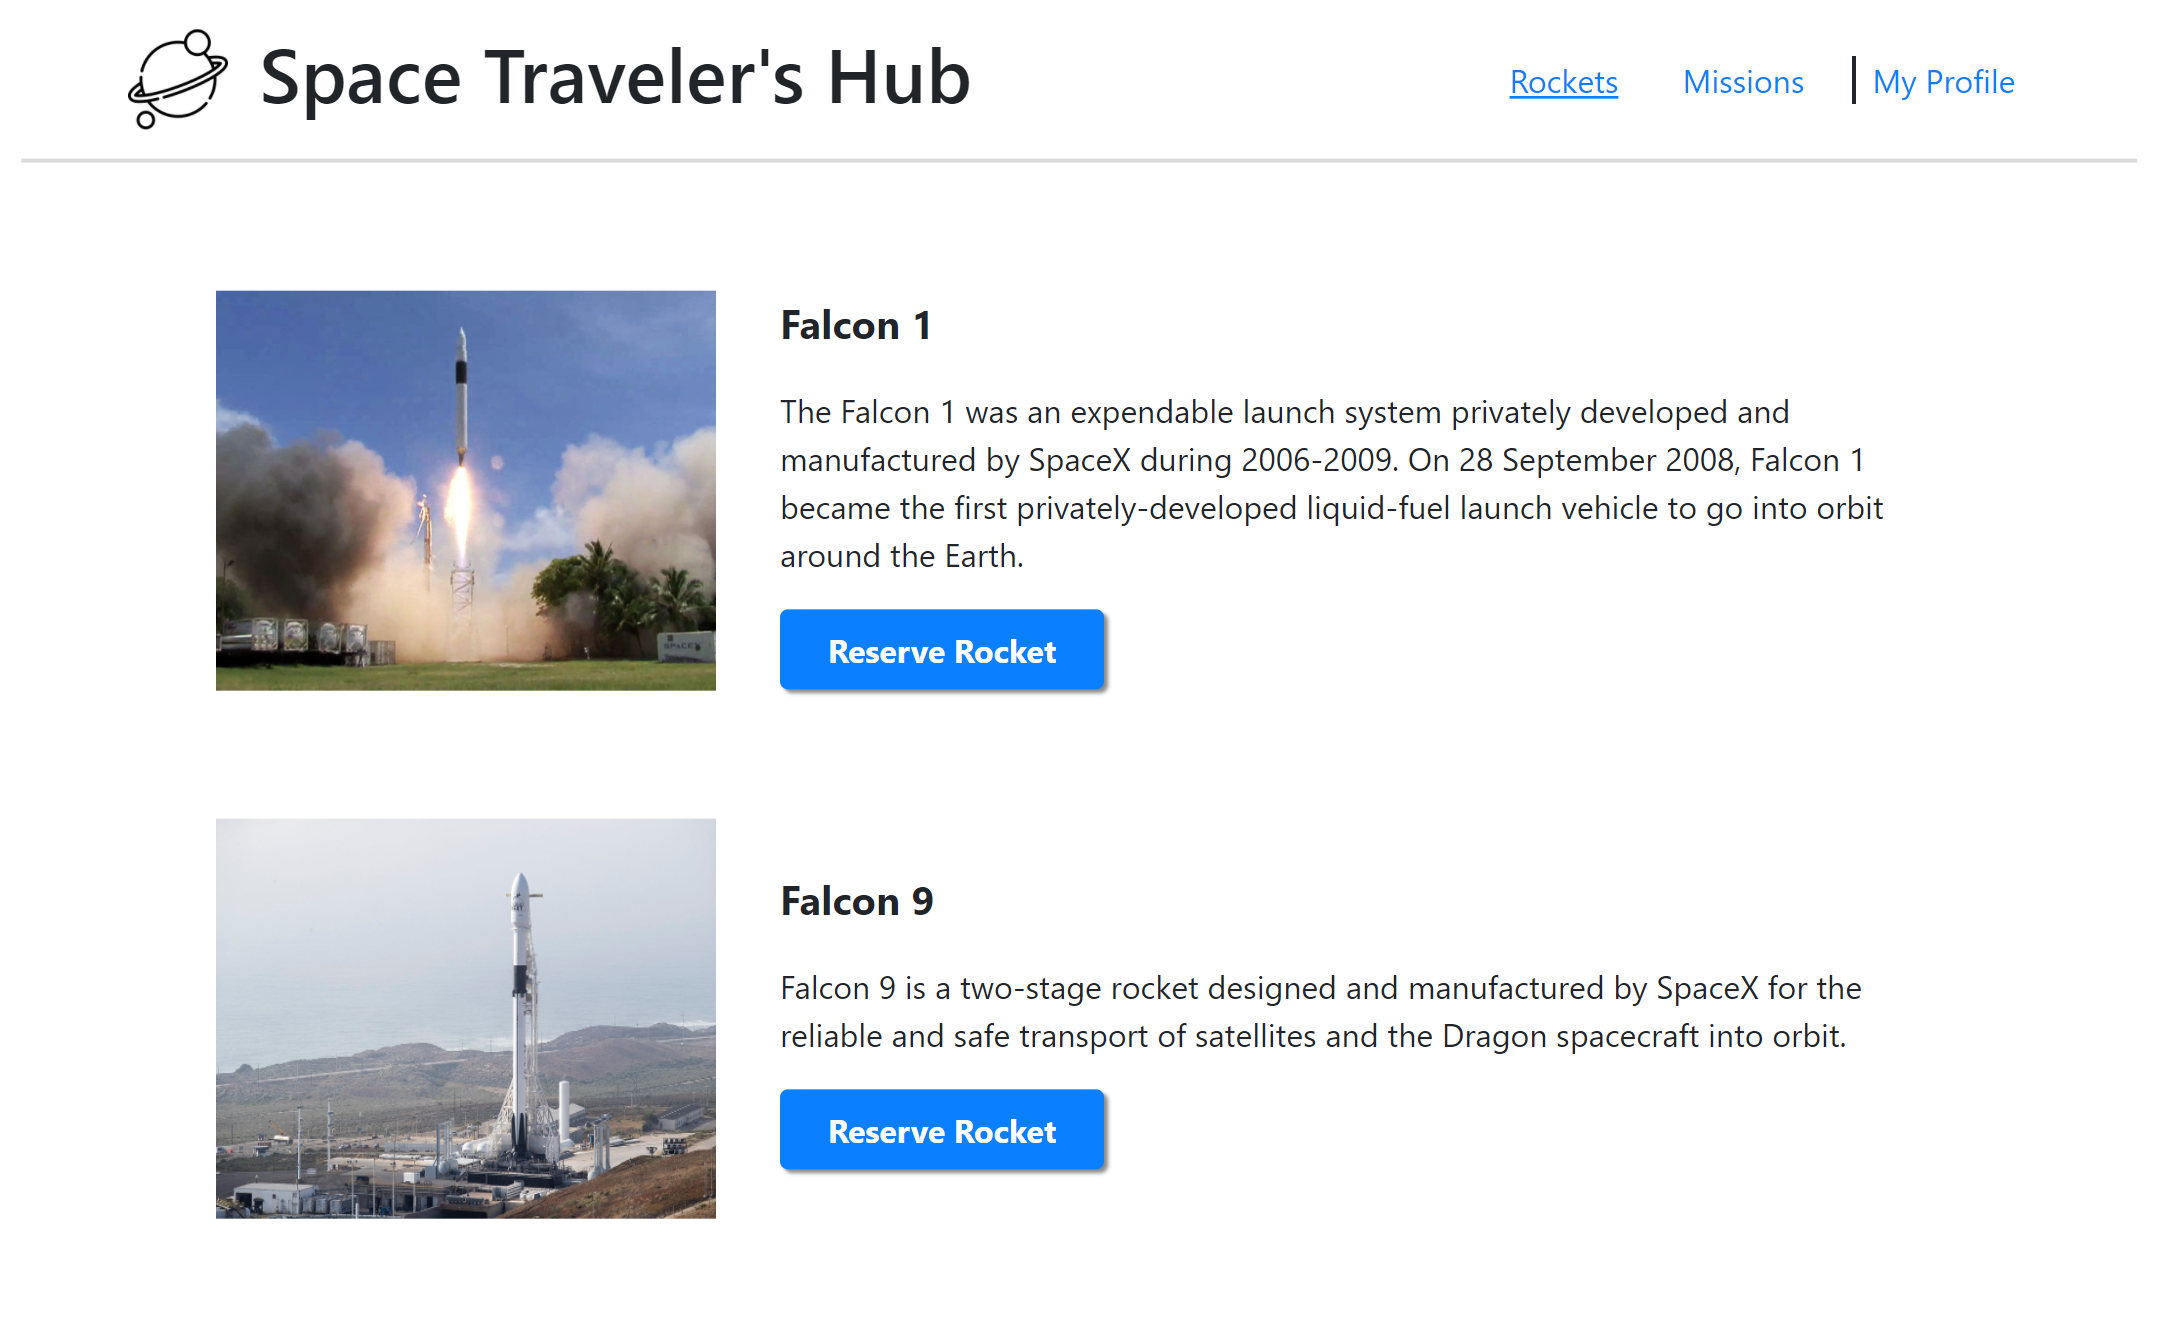 Space Traveler's Hub
Rockets
Missions
My Profile
Falcon 1
The Falcon 1 was an expendable launch system privately developed and
manufactured by SpaceX during 2006-2009. On 28 September 2008, Falcon 1
became the first privately-developed liquid-fuel launch vehicle to go into orbit
around the Earth.
Reserve Rocket
SPACEX
Falcon 9
Falcon 9 is a two-stage rocket designed and manufactured by SpaceX for the
reliable and safe transport of satellites and the Dragon spacecraft into orbit.
Reserve Rocket